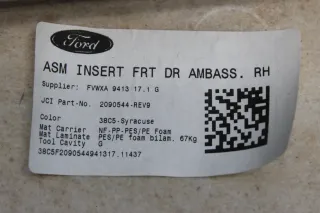 Ford
ASM INSERT FRT DR AMBASS. RH
Supplier: FVWXA 9413 17.1 G
JCI Part-No. 2090544-REV9
Color 38C5-Syracuse
Mat Carrier NF-PP-PES/PE Foam
Mat Laminate PES/PE foam bilam. 67Kg
Tool Cavity G
38C5F2090544941317.11437